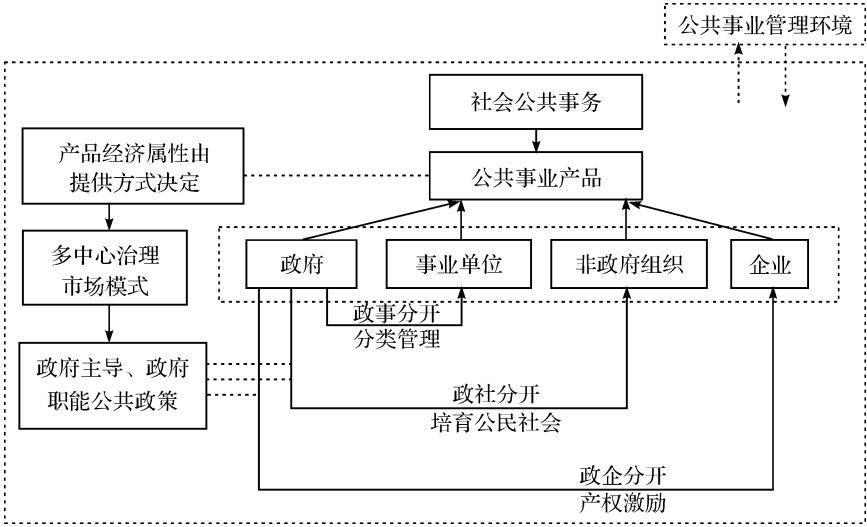 公共事业管理环境
社会公共事务
产品经济属性由
提供方式决定
公共事业产品
多中心治理
市场模式
政府
事业单位
非政府组织
企业
政事分开
分类管理
政府主导、政府
职能公共政策
政社分开
培育公民社会
政企分开
产权激励